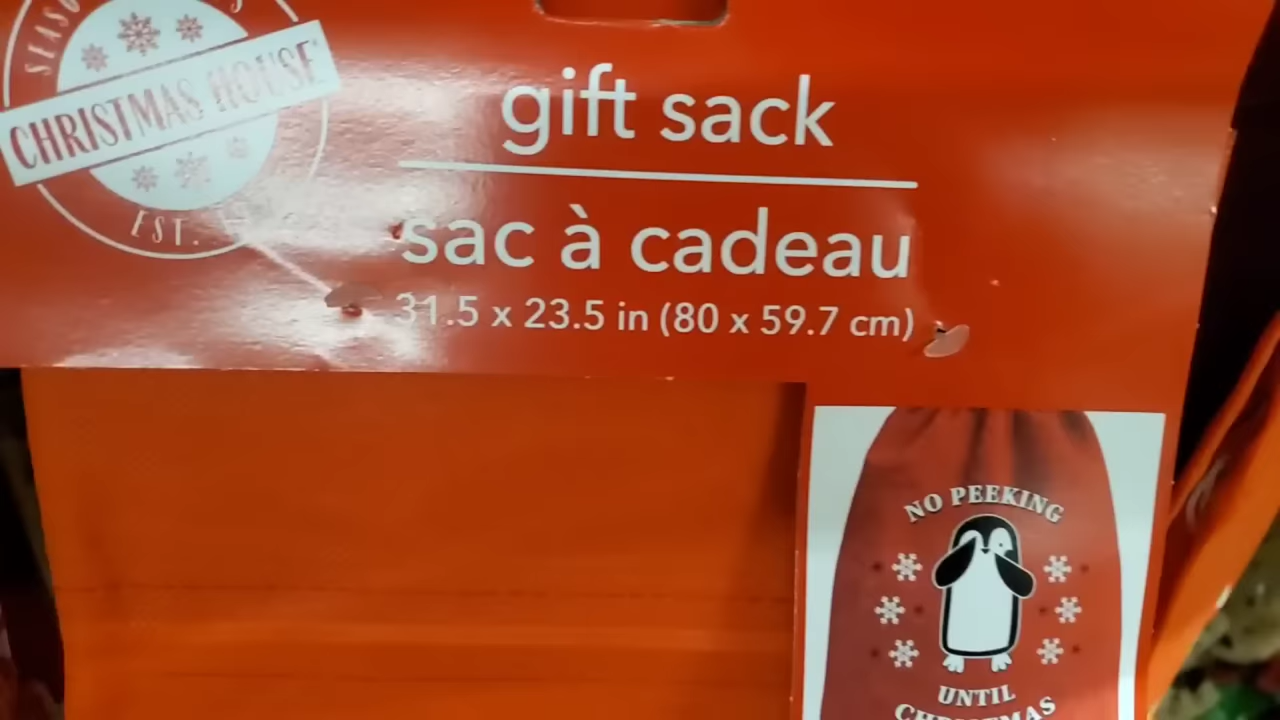 CHRISTMAS HOUSE
EST.
gift sack
sac à cadeau
31.5 x 23.5 in (80 x 59.7 cm)
NO PEEKING
UNTIL
CHRISTMAS